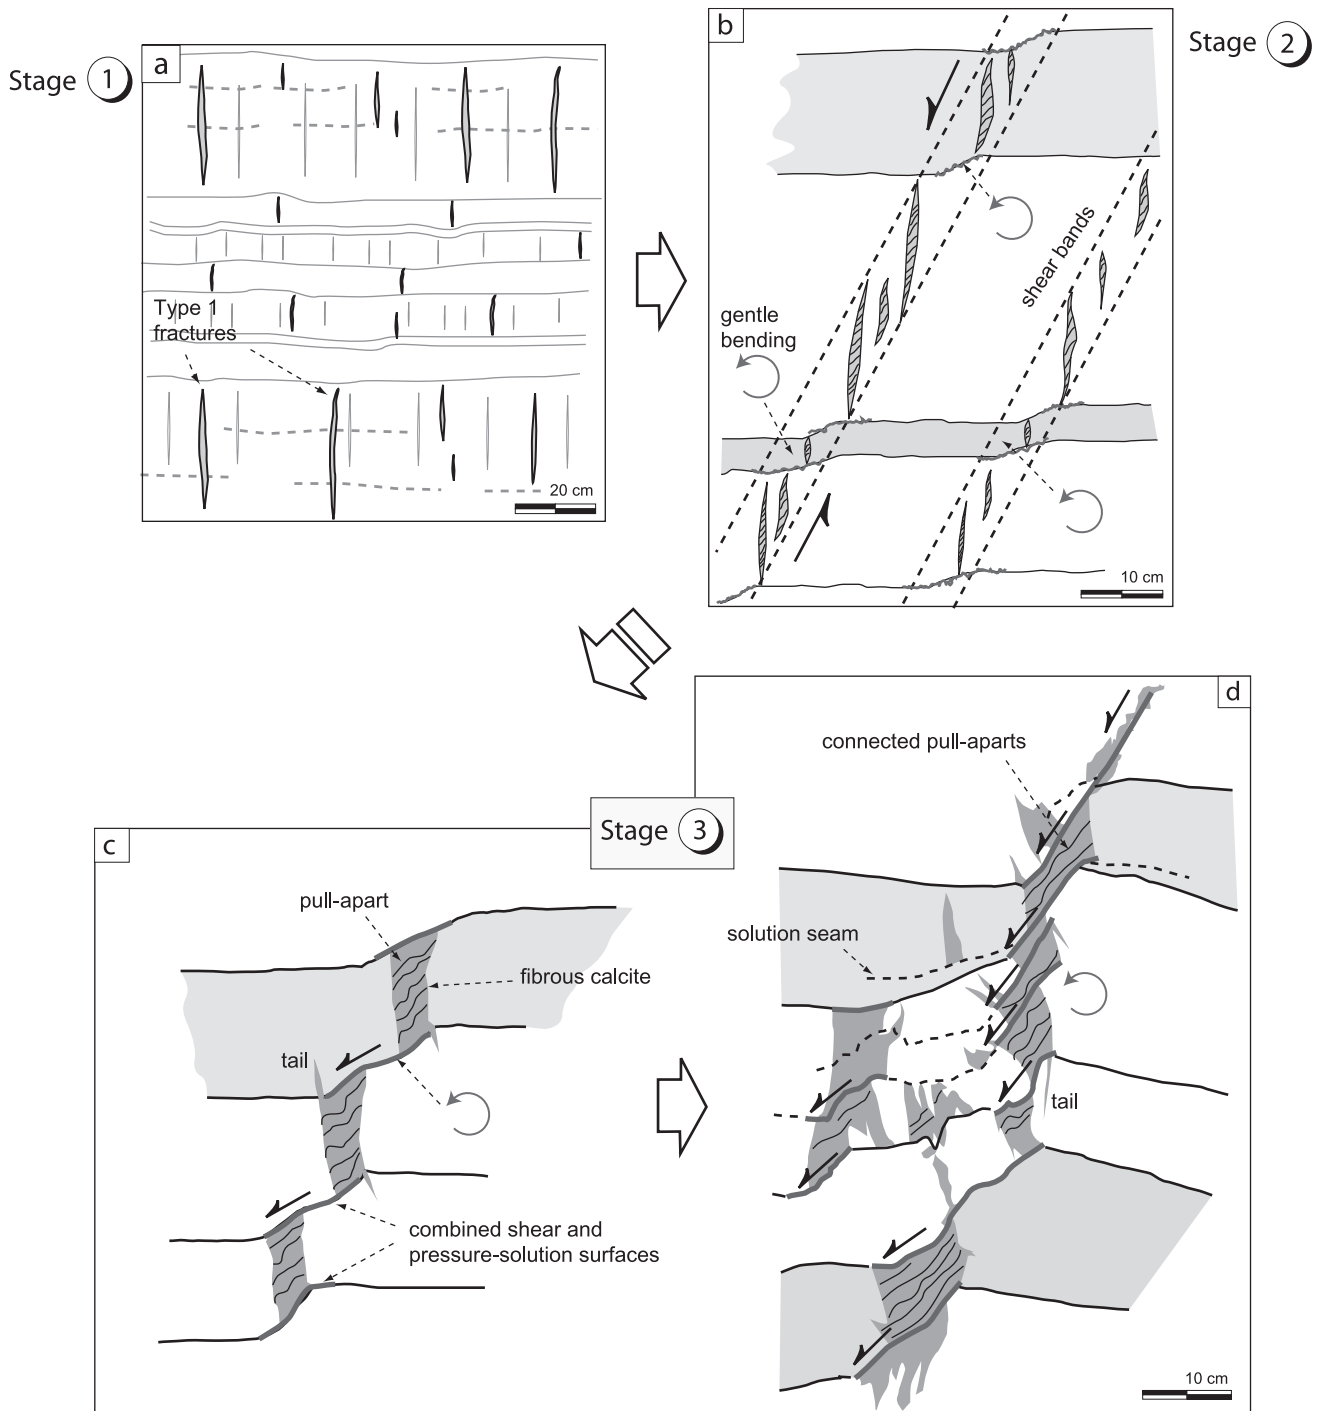 Stage 1
a
Type 1
fractures
20 cm
b
Stage 2
shear bands
gentle
bending
10 cm
Stage 3
c
pull-apart
fibrous calcite
tail
combined shear and
pressure-solution surfaces
d
connected pull-aparts
solution seam
tail
10 cm